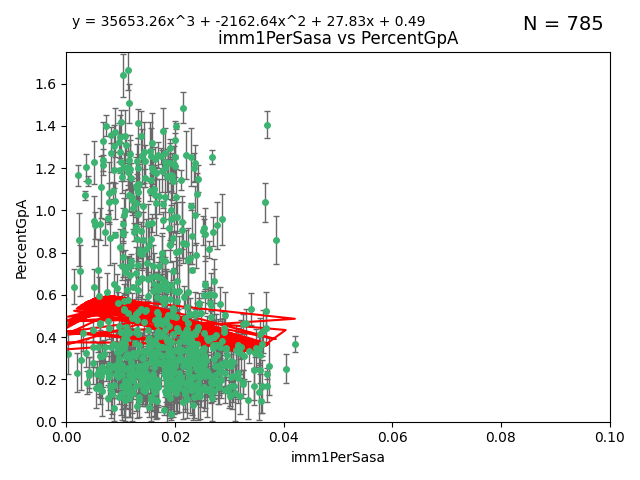 y = 35653.26x^3 + -2162.64x^2 + 27.83x + 0.49
N = 785
imm1PerSasa vs PercentGpA
PercentGpA
1.6
1.4
1.2
1.0
0.8
0.6
0.4
0.2
0.0
0.00 0.02 0.04 0.06 0.08 0.10
imm1PerSasa